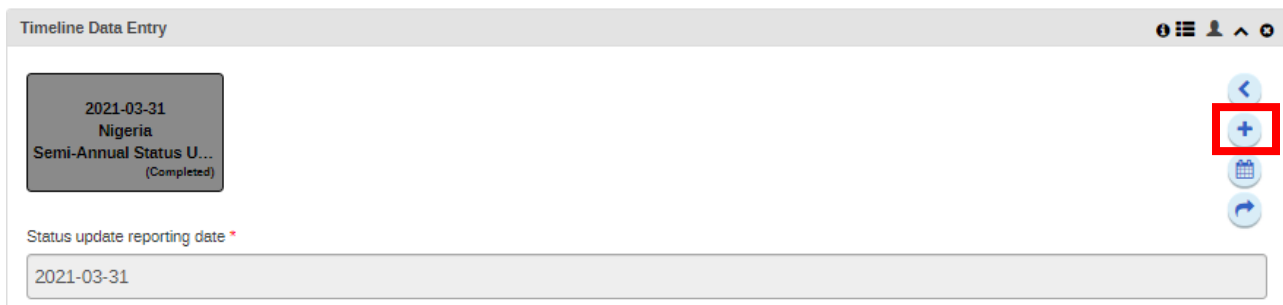 Timeline Data Entry
2021-03-31
Nigeria
Semi-Annual Status U...
(Completed)
Status update reporting date *
2021-03-31